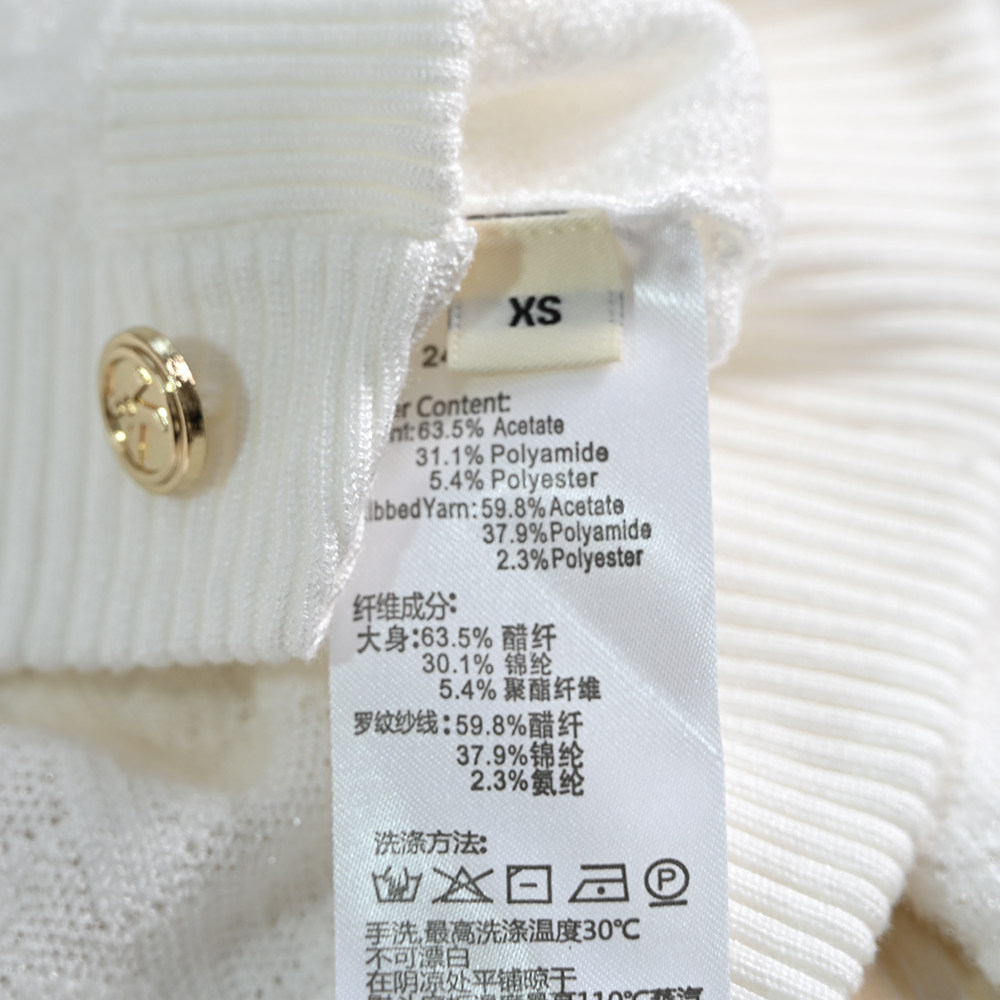 XS
24
er Content:
nt:63.5% Acetate
31.1% Polyamide
5.4% Polyester
ibbedYarn:59.8%Acetate
37.9%Polyamide
2.3%Polyester
纤维成分:
大身:63.5% 醋纤
30.1% 锦纶
5.4% 聚酯纤维
罗纹纱线:59.8%醋纤
37.9%锦纶
2.3%氨纶
洗涤方法:
P
手洗,最高洗涤温度30℃
不可漂白
在阴凉处平铺晾干
110℃蒸汽